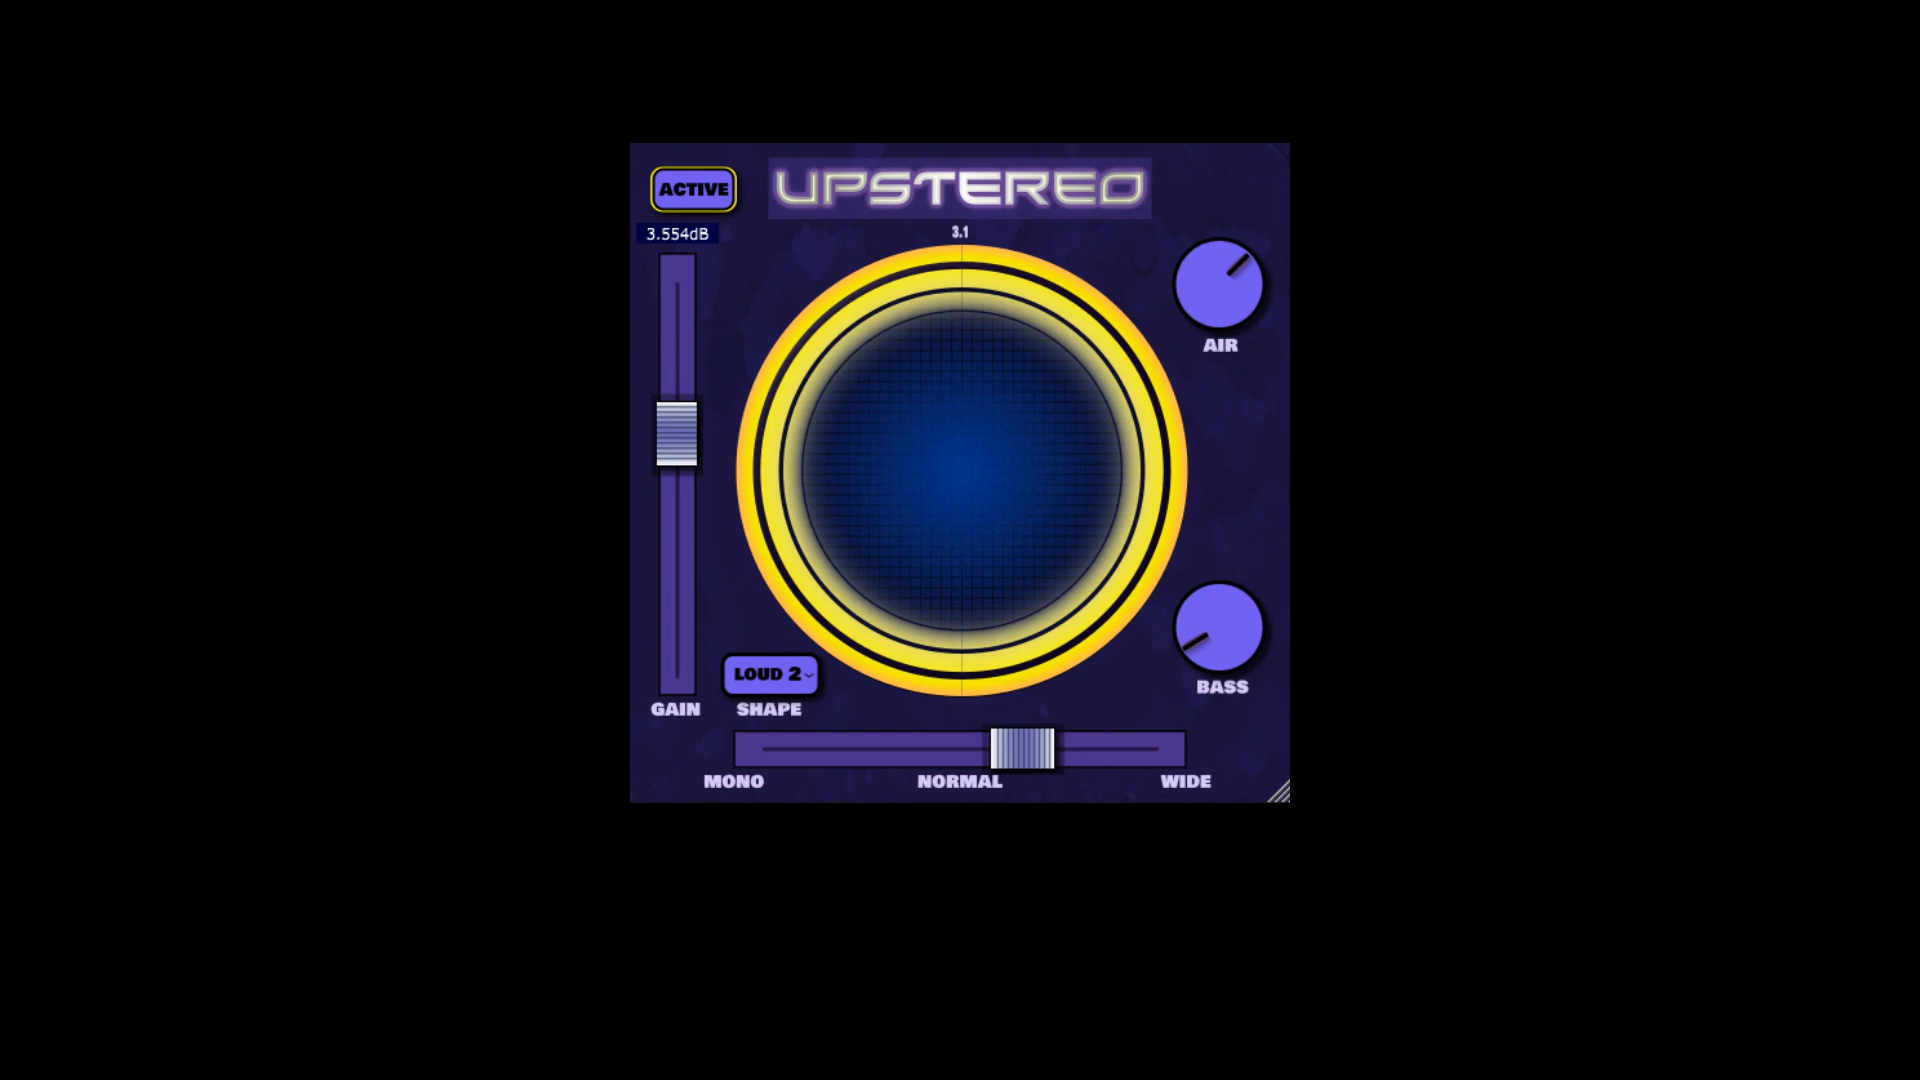 ACTIVE
UPSTEREO
3.554dB
3.1
AIR
LOUD 2
BASS
GAIN
SHAPE
MONO
NORMAL
WIDE